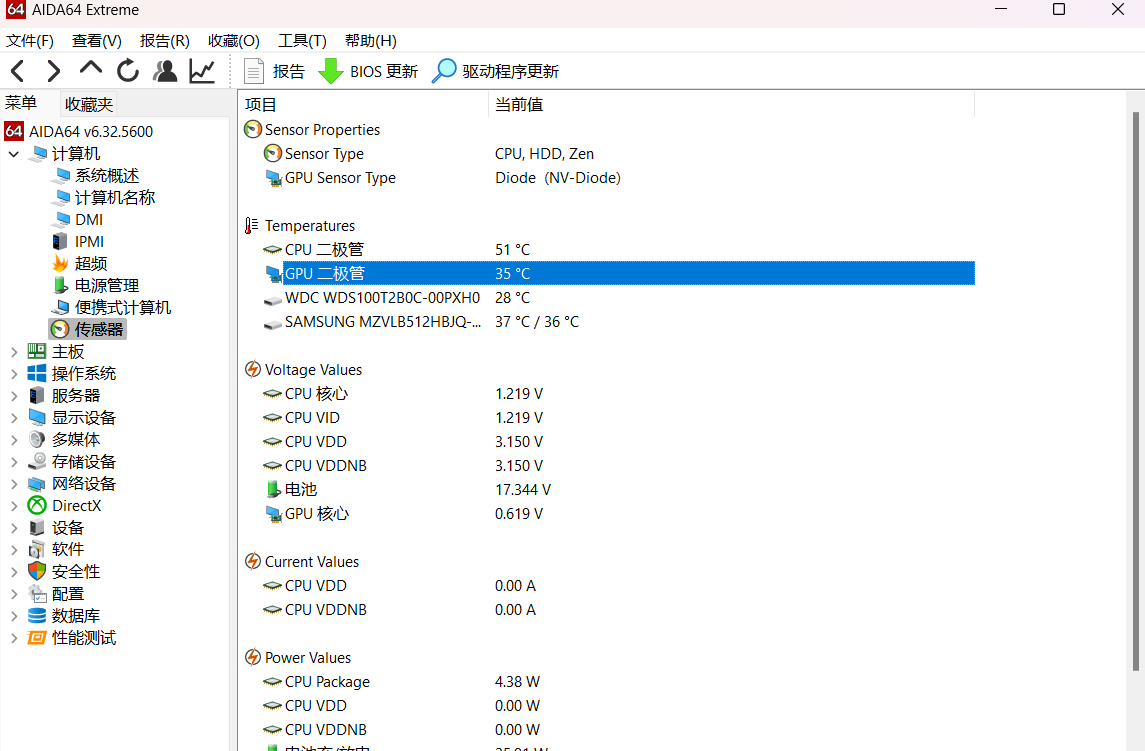 64 AIDA64 Extreme
文件(F) 查看(V) 报告(R) 收藏(O) 工具(T) 帮助(H)
报告 BIOS 更新 驱动程序更新
菜单 收藏夹
64 AIDA64 v6.32.5600
计算机
系统概述
计算机名称
DMI
IPMI
超频
电源管理
便携式计算机
传感器
主板
操作系统
服务器
显示设备
多媒体
存储设备
网络设备
DirectX
设备
软件
安全性
配置
数据库
性能测试
项目 当前值
Sensor Properties
Sensor Type CPU, HDD, Zen
GPU Sensor Type Diode (NV-Diode)
Temperatures
CPU 二极管 51 °C
GPU 二极管 35 °C
WDC WDS100T2B0C-00PXH0 28 °C
SAMSUNG MZVLB512HBJQ-... 37 °C / 36 °C
Voltage Values
CPU 核心 1.219 V
CPU VID 1.219 V
CPU VDD 3.150 V
CPU VDDNB 3.150 V
电池 17.344 V
GPU 核心 0.619 V
Current Values
CPU VDD 0.00 A
CPU VDDNB 0.00 A
Power Values
CPU Package 4.38 W
CPU VDD 0.00 W
CPU VDDNB 0.00 W